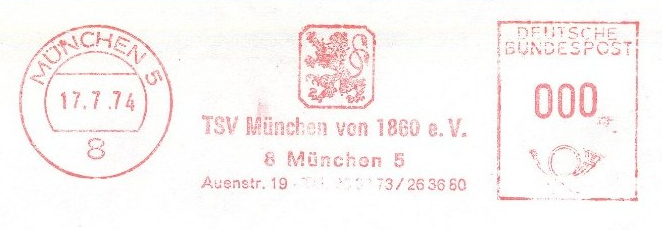 MÜNCHEN 5
17.7.74
8
TSV München von 1860 e.V.
8 München 5
Auenstr. 19 73/26 36 60
DEUTSCHE
BUNDESPOST
000